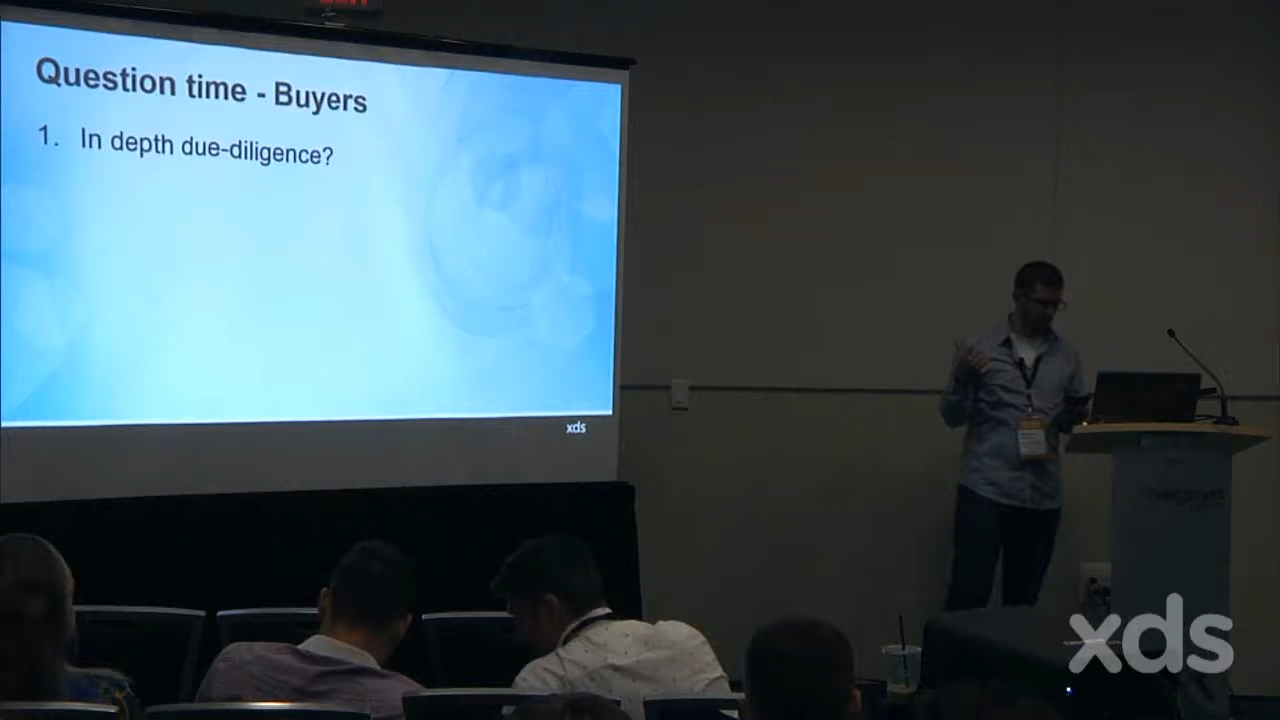 Question time - Buyers
1. In depth due-diligence?
xds
xds